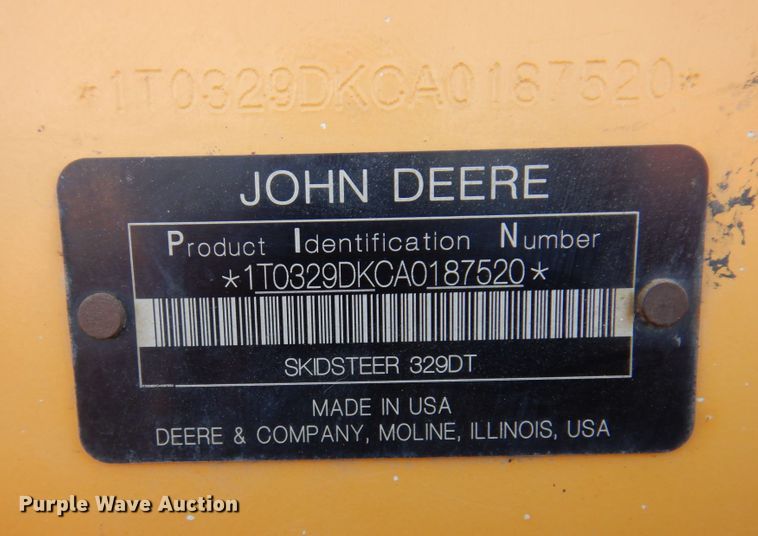 *1T0329DKCA0187520*
JOHN DEERE
Product Identification Number
*1T0329DKCA0187520*
SKIDSTEER 329DT
MADE IN USA
DEERE & COMPANY, MOLINE, ILLINOIS, USA
Purple Wave Auction